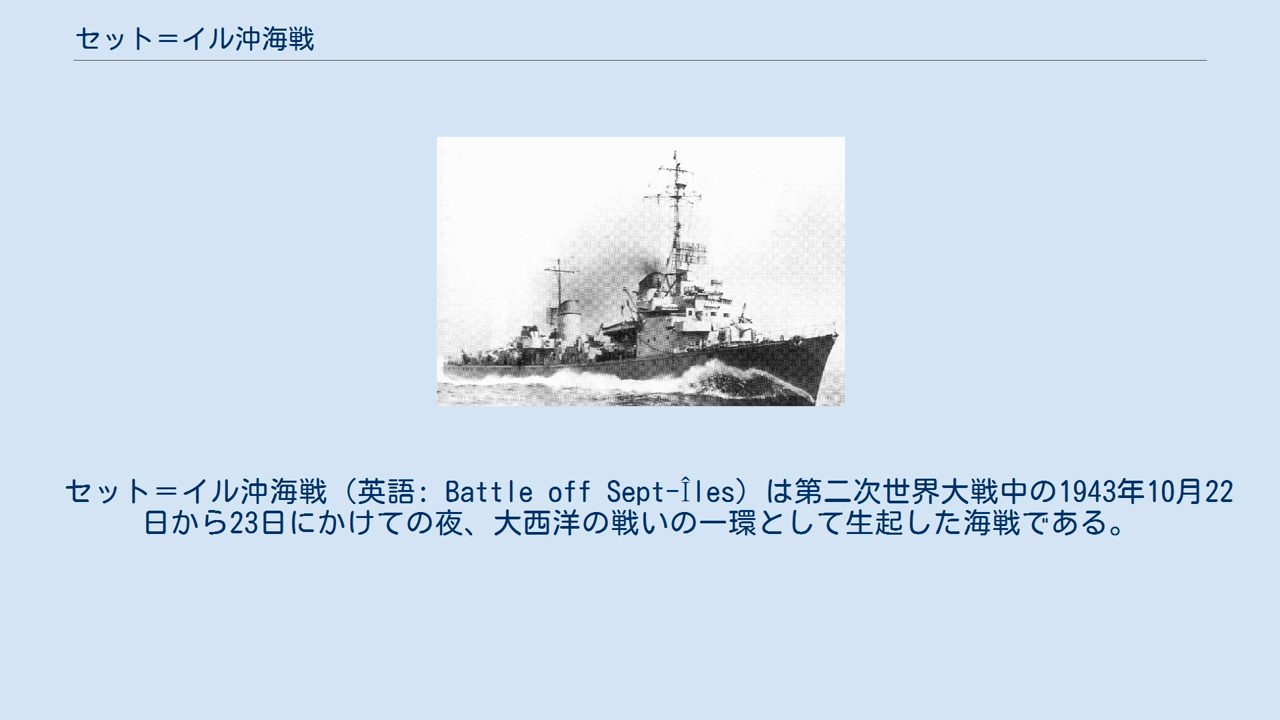 セット＝イル沖海戦
セット＝イル沖海戦（英語: Battle off Sept-Îles）は第二次世界大戦中の1943年10月22
日から23日にかけての夜、大西洋の戦いの一環として生起した海戦である。